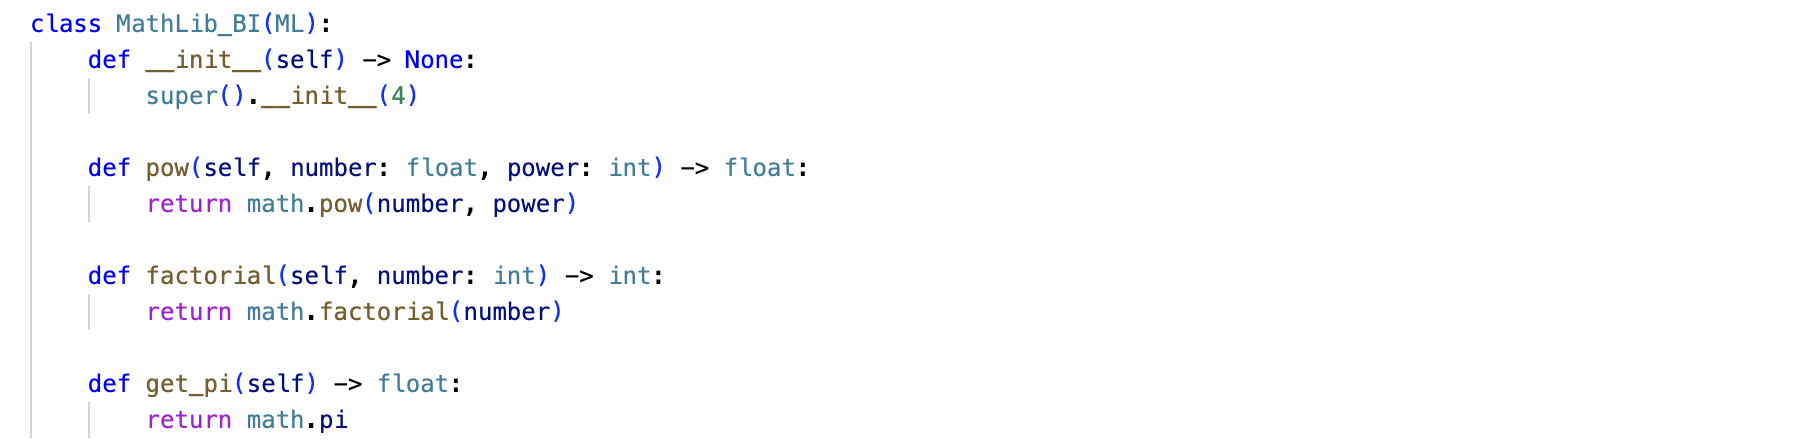 class MathLib_BI(ML):
    def __init__(self) -> None:
        super().__init__(4)

    def pow(self, number: float, power: int) -> float:
        return math.pow(number, power)

    def factorial(self, number: int) -> int:
        return math.factorial(number)

    def get_pi(self) -> float:
        return math.pi